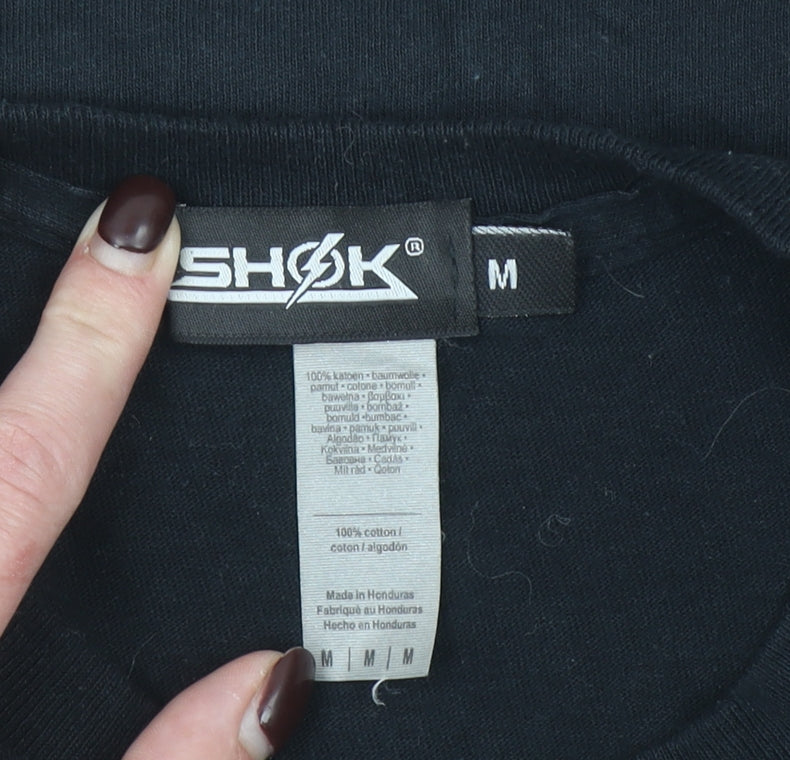 SHOK®
M
100% katoen • baumwolle •
pamut • cotone • bomull •
bawełna • βαμβάκι •
puuvilla • bombaž •
bomuld • bumbac •
bavlna • pamuk • puuvill •
Algodão • Памук •
Kokvilna • Medvilnė •
Бавовна • Cadás •
Mit rad • Qoton
100% cotton /
coton / algodón
Made in Honduras
Fabriqué au Honduras
Hecho en Honduras
M | M | M